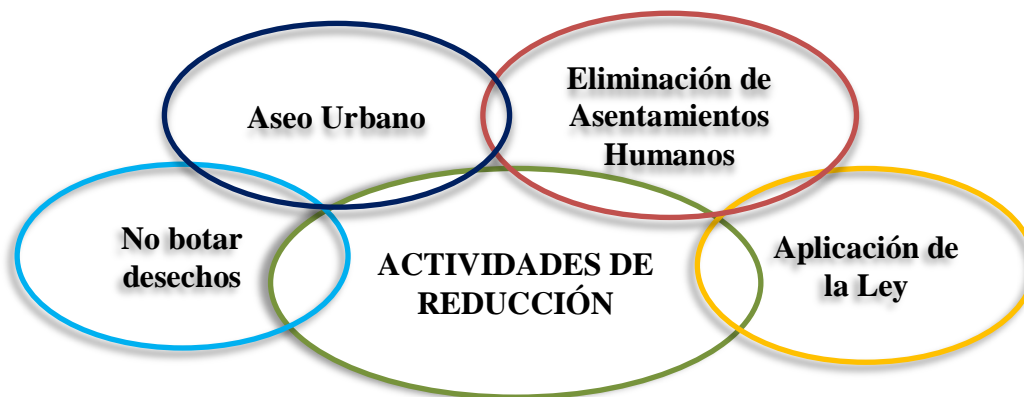 Aseo Urbano
Eliminación de
Asentamientos
Humanos
No botar
desechos
ACTIVIDADES DE
REDUCCIÓN
Aplicación de
la Ley